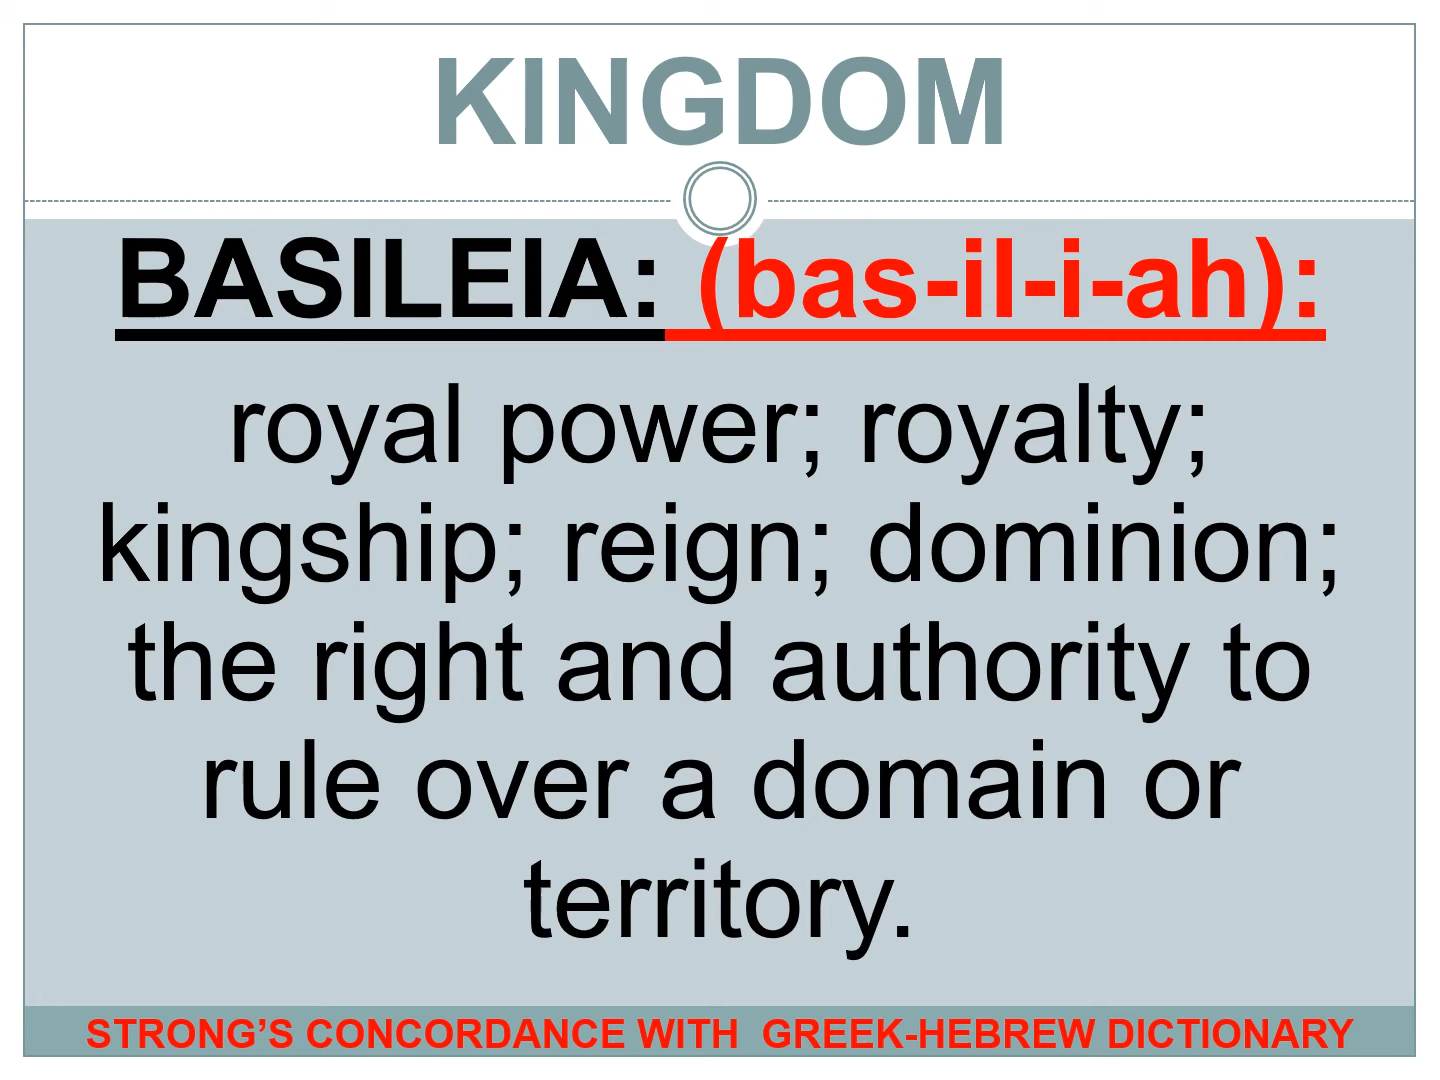 KINGDOM
BASILEIA: (bas-il-i-ah):
royal power; royalty;
kingship; reign; dominion;
the right and authority to
rule over a domain or
territory.
STRONG’S CONCORDANCE WITH  GREEK-HEBREW DICTIONARY